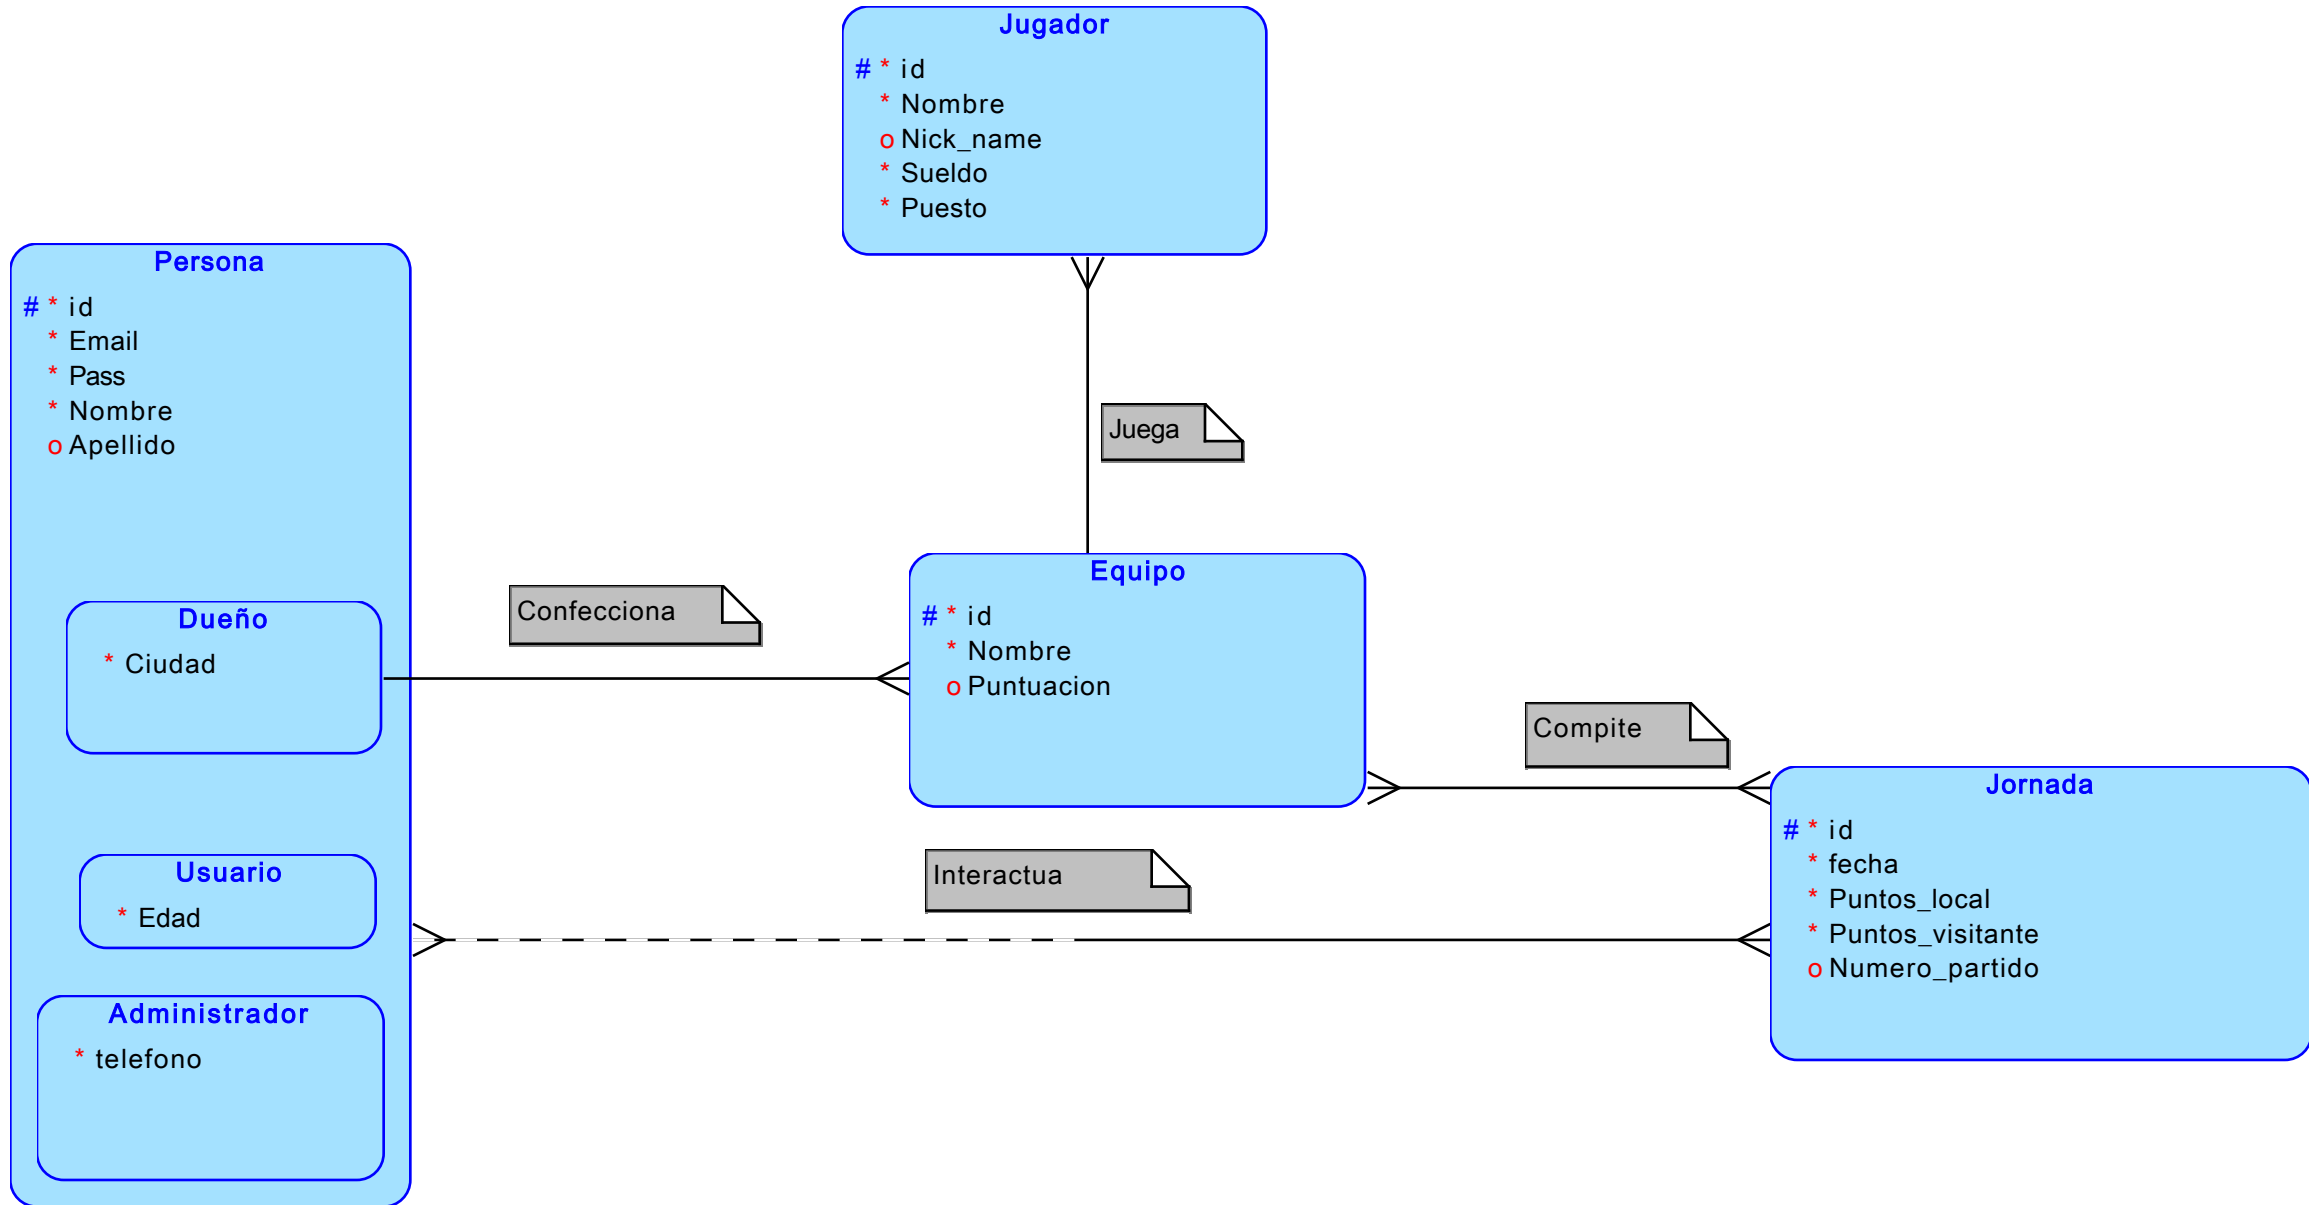 Jugador
# * id
* Nombre
o Nick_name
* Sueldo
* Puesto
Persona
# * id
* Email
* Pass
* Nombre
o Apellido
Juega
Dueño
* Ciudad
Confecciona
Equipo
# * id
* Nombre
o Puntuacion
Compite
Jornada
# * id
* fecha
* Puntos_local
* Puntos_visitante
o Numero_partido
Usuario
* Edad
Interactua
Administrador
* telefono